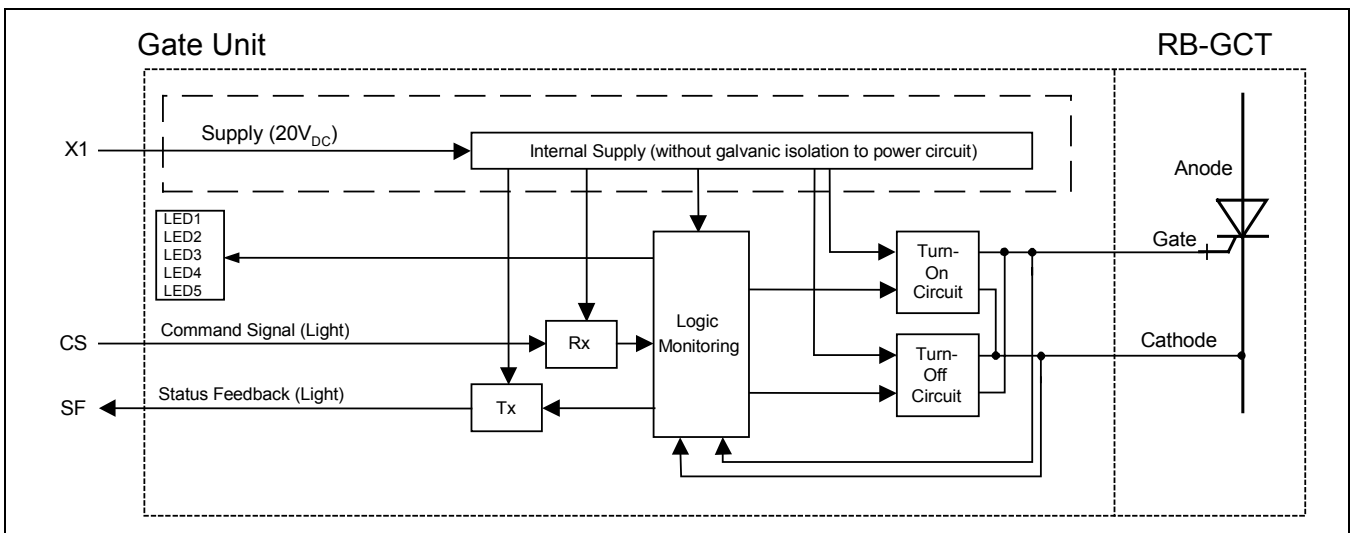 Gate Unit
RB-GCT
Supply (20VDC)
X1
Internal Supply (without galvanic isolation to power circuit)
Anode
LED1
LED2
LED3
LED4
LED5
Turn-
On
Circuit
Gate
Command Signal (Light)
CS
Rx
Logic
Monitoring
Cathode
Turn-
Off
Circuit
Status Feedback (Light)
SF
Tx